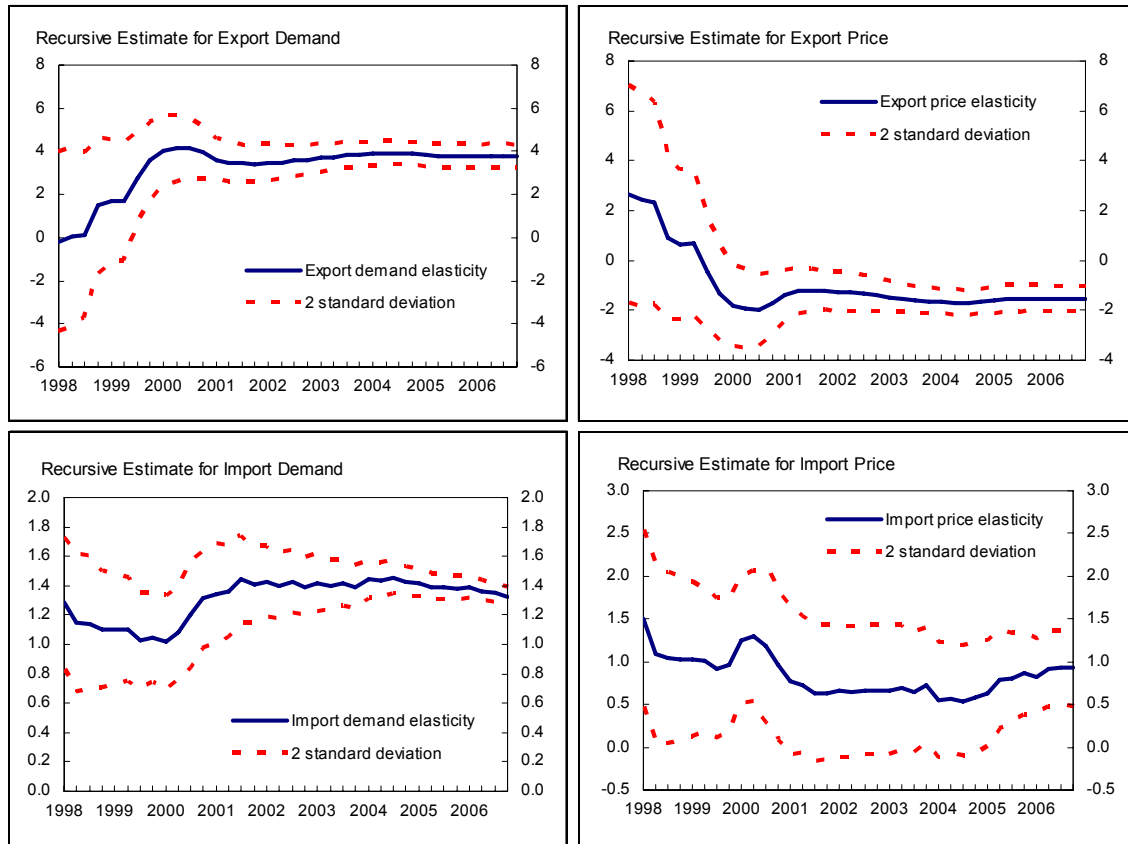 Recursive Estimate for Export Demand
8 8
6 6
4 4
2 2
0 0
-2 -2
-4 -4
-6 -6
Export demand elasticity
2 standard deviation
1998 1999 2000 2001 2002 2003 2004 2005 2006
Recursive Estimate for Export Price
8 8
6 6
4 4
2 2
0 0
-2 -2
-4 -4
Export price elasticity
2 standard deviation
1998 1999 2000 2001 2002 2003 2004 2005 2006
Recursive Estimate for Import Demand
2.0 2.0
1.8 1.8
1.6 1.6
1.4 1.4
1.2 1.2
1.0 1.0
0.8 0.8
0.6 0.6
0.4 0.4
0.2 0.2
0.0 0.0
Import demand elasticity
2 standard deviation
1998 1999 2000 2001 2002 2003 2004 2005 2006
Recursive Estimate for Import Price
3.0 3.0
2.5 2.5
2.0 2.0
1.5 1.5
1.0 1.0
0.5 0.5
0.0 0.0
-0.5 -0.5
Import price elasticity
2 standard deviation
1998 1999 2000 2001 2002 2003 2004 2005 2006